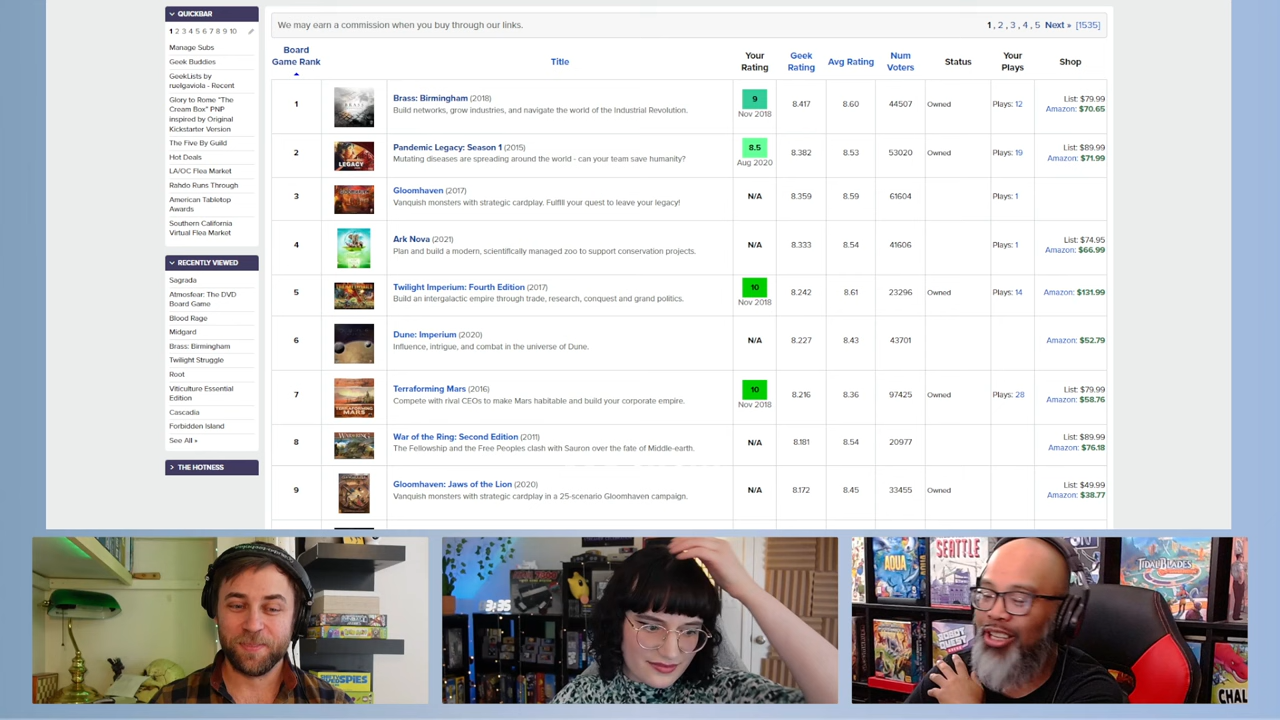 QUICKBAR
1 2 3 4 5 6 7 8 9 10
Manage Subs
Geek Buddies
GeekLists by
ruelgaviola - Recent
Glory to Rome "The
Cream Box" PNP
inspired by Original
Kickstarter Version
The Five By Guild
Hot Deals
LA/OC Flea Market
Rahdo Runs Through
American Tabletop
Awards
Southern California
Virtual Flea Market
RECENTLY VIEWED
Sagrada
Atmosfear: The DVD
Board Game
Blood Rage
Midgard
Brass: Birmingham
Twilight Struggle
Root
Viticulture Essential
Edition
Cascadia
Forbidden Island
See All »
THE HOTNESS
We may earn a commission when you buy through our links.
1 , 2 , 3 , 4 , 5 Next » [1535]
Board Game Rank Title Your Rating Geek Rating Avg Rating Num Voters Status Your Plays Shop
1 Brass: Birmingham (2018) 9 8.417 8.60 44507 Owned Plays: 12 List: $79.99
Build networks, grow industries, and navigate the world of the Industrial Revolution. Nov 2018 Amazon: $70.65
2 Pandemic Legacy: Season 1 (2015) 8.5 8.382 8.53 53020 Owned Plays: 19 List: $89.99
Mutating diseases are spreading around the world - can your team save humanity? Aug 2020 Amazon: $71.99
3 Gloomhaven (2017) N/A 8.359 8.59 61604 Plays: 1
Vanquish monsters with strategic cardplay. Fulfill your quest to leave your legacy!
4 Ark Nova (2021) N/A 8.333 8.54 41606 Plays: 1 List: $74.95
Plan and build a modern, scientifically managed zoo to support conservation projects. Amazon: $66.99
5 Twilight Imperium: Fourth Edition (2017) 10 8.242 8.61 23296 Owned Plays: 14 Amazon: $131.99
Build an intergalactic empire through trade, research, conquest and grand politics. Nov 2018
6 Dune: Imperium (2020) N/A 8.227 8.43 43701 Amazon: $52.79
Influence, intrigue, and combat in the universe of Dune.
7 Terraforming Mars (2016) 10 8.216 8.36 97425 Owned Plays: 28 List: $79.99
Compete with rival CEOs to make Mars habitable and build your corporate empire. Nov 2018 Amazon: $58.76
8 War of the Ring: Second Edition (2011) N/A 8.181 8.54 20977 List: $89.99
The Fellowship and the Free Peoples clash with Sauron over the fate of Middle-earth. Amazon: $76.18
9 Gloomhaven: Jaws of the Lion (2020) N/A 8.172 8.45 33455 Owned List: $49.99
Vanquish monsters with strategic cardplay in a 25-scenario Gloomhaven campaign. Amazon: $38.77
LEGACY
TERRAFORMING
MARS
SPIES
3:35
AQUA
SEATTLE
TIDAL BLADES
ROBOT
QUEST
CHAL